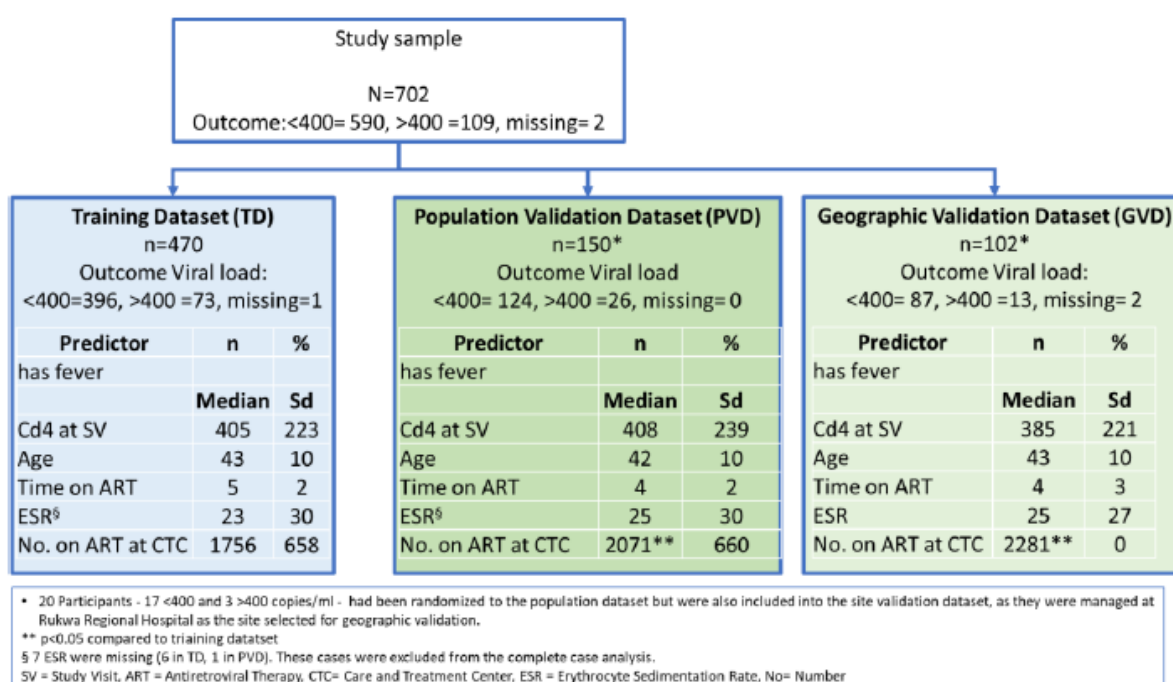 Study sample
N=702
Outcome:<400= 590, >400 =109, missing= 2
Training Dataset (TD)
n=470
Outcome Viral load:
<400=396, >400 =73, missing=1
Predictor n %
has fever
Median Sd
Cd4 at SV 405 223
Age 43 10
Time on ART 5 2
ESR§ 23 30
No. on ART at CTC 1756 658
Population Validation Dataset (PVD)
n=150*
Outcome Viral load
<400= 124, >400 =26, missing= 0
Predictor n %
has fever
Median Sd
Cd4 at SV 408 239
Age 42 10
Time on ART 4 2
ESR§ 25 30
No. on ART at CTC 2071** 660
Geographic Validation Dataset (GVD)
n=102*
Outcome Viral load:
<400= 87, >400 =13, missing= 2
Predictor n %
has fever
Median Sd
Cd4 at SV 385 221
Age 43 10
Time on ART 4 3
ESR 25 27
No. on ART at CTC 2281** 0
* 20 Participants - 17 <400 and 3 >400 copies/ml - had been randomized to the population dataset but were also included into the site validation dataset, as they were managed at
Rukwa Regional Hospital as the site selected for geographic validation.
** p<0.05 compared to triaining datatset
§ 7 ESR were missing (6 in TD, 1 in PVD). These cases were excluded from the complete case analysis.
SV = Study Visit, ART = Antiretroviral Therapy, CTC= Care and Treatment Center, ESR = Erythrocyte Sedimentation Rate, No= Number